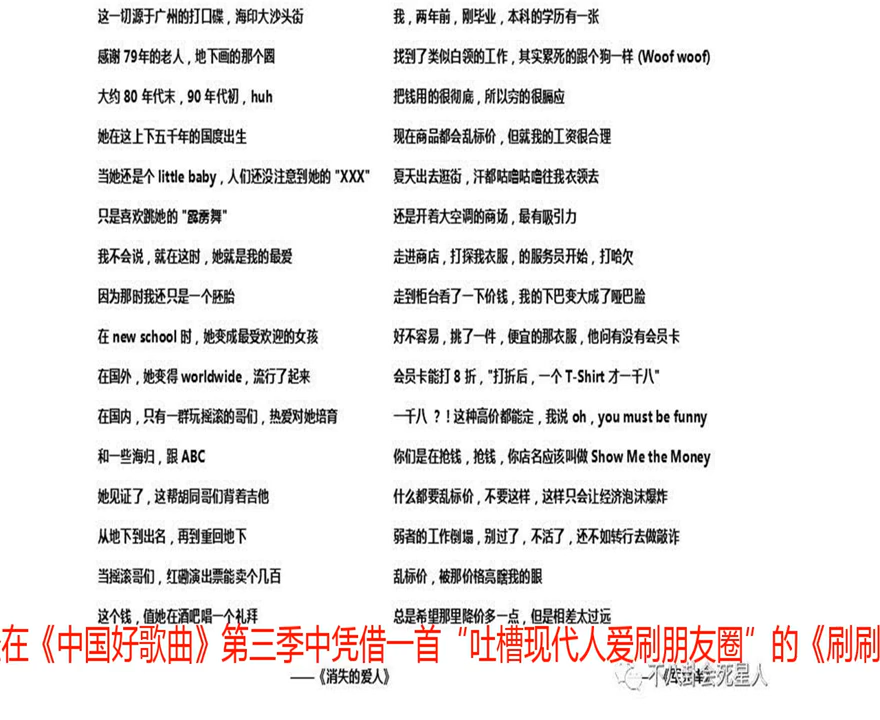 这一切源于广州的打口碟，海印大沙头街
感谢 79年的老人，地下画的那个圈
大约 80 年代末，90 年代初，huh
她在这上下五千年的国度出生
当她还是个 little baby，人们还没注意到她的 "XXX"
只是喜欢跳她的 "霹雳舞"
我不会说，就在这时，她就是我的最爱
因为那时我还只是一个胚胎
在 new school 时，她变成最受欢迎的女孩
在国外，她变得 worldwide，流行了起来
在国内，只有一群玩摇滚的哥们，热爱对她培育
和一些海归，跟 ABC
她见证了，这帮胡同哥们背着吉他
从地下到出名，再到重回地下
当摇滚哥们，红磡演出票能卖个几百
这个钱，值她在酒吧唱一个礼拜
——《消失的爱人》
我，两年前，刚毕业，本科的学历有一张
找到了类似白领的工作，其实累死的跟个狗一样 (Woof woof)
把钱用的很彻底，所以穷的很膈应
现在商品都会乱标价，但就我的工资很合理
夏天出去逛街，汗都咕噜咕噜往我衣领去
还是开着大空调的商场，最有吸引力
走进商店，打探我衣服，的服务员开始，打哈欠
走到柜台看了一下价钱，我的下巴变大成了哑巴脸
好不容易，挑了一件，便宜的那衣服，他问有没有会员卡
会员卡能打 8 折，"打折后，一个 T-Shirt 才一千八"
一千八 ？！这种高价都能定，我说 oh，you must be funny
你们是在抢钱，抢钱，你店名应该叫做 Show Me the Money
什么都要乱标价，不要这样，这样只会让经济泡沫爆炸
弱者的工作倒塌，别过了，不活了，还不如转行去做敲诈
乱标价，被那价格亮瞎我的眼
总是希望那里降价多一点，但是相差太过远
在《中国好歌曲》第三季中凭借一首“吐槽现代人爱刷朋友圈”的《刷刷
不八卦会死星人